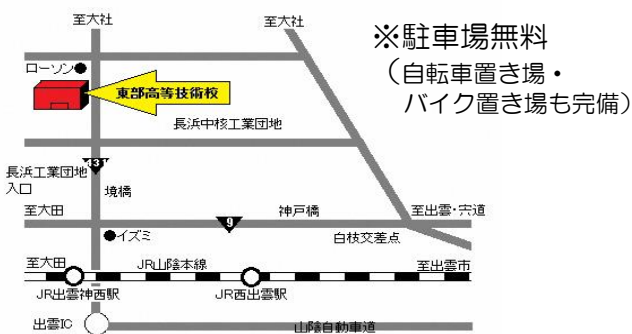 至大社
至大社
※駐車場無料
(自転車置き場・
バイク置き場も完備)
ローソン
東部高等技術校
長浜中核工業団地
長浜工業団地
入口
431
境橋
至大田
9
神戸橋
至出雲・宍道
イズミ
白枝交差点
至大田
JR山陰本線
至出雲市
JR出雲神西駅
JR西出雲駅
出雲IC
山陰自動車道